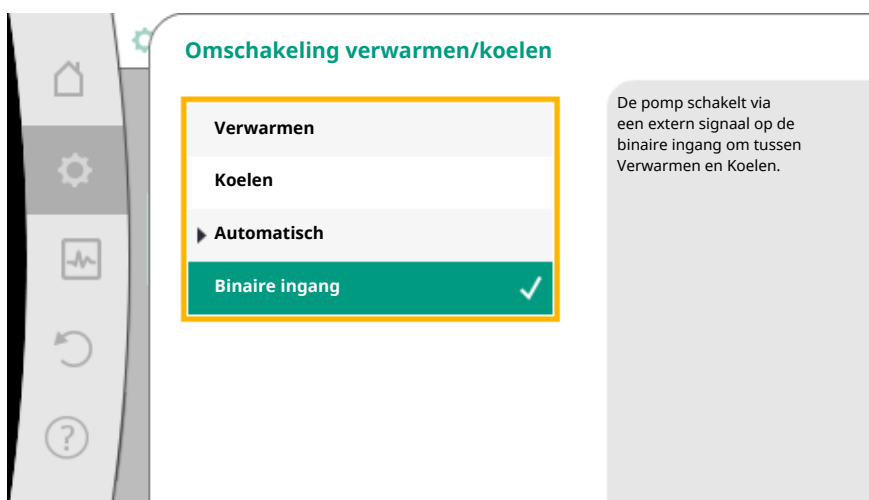 Omschakeling verwarmen/koelen
Verwarmen
Koelen
Automatisch
Binaire ingang
De pomp schakelt via
een extern signaal op de
binaire ingang om tussen
Verwarmen en Koelen.
?